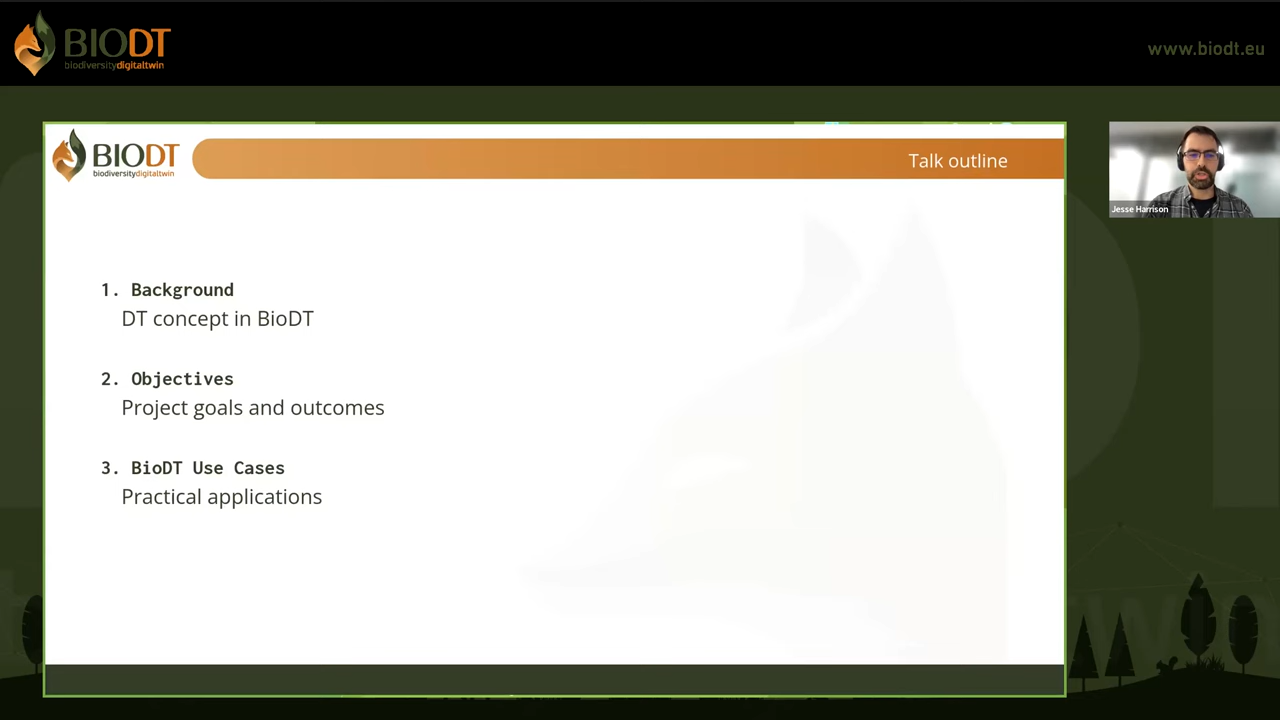 BIODT
biodiversitydigitaltwin
www.biodt.eu
BIODT
biodiversitydigitaltwin
Talk outline
Jesse Harrison
1. Background
DT concept in BioDT
2. Objectives
Project goals and outcomes
3. BioDT Use Cases
Practical applications